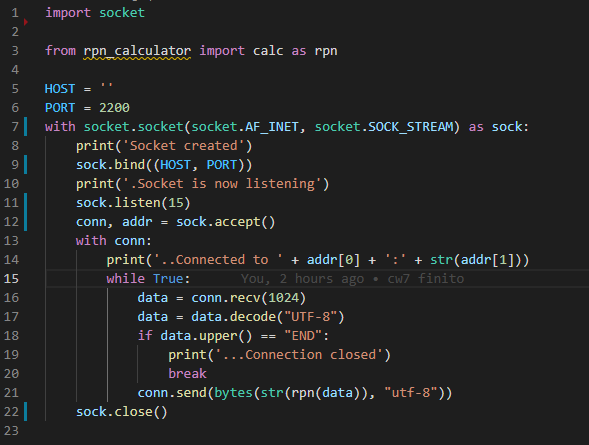 1 import socket
2
3 from rpn_calculator import calc as rpn
4
5 HOST = ''
6 PORT = 2200
7 with socket.socket(socket.AF_INET, socket.SOCK_STREAM) as sock:
8     print('Socket created')
9     sock.bind((HOST, PORT))
10     print('.Socket is now listening')
11     sock.listen(15)
12     conn, addr = sock.accept()
13     with conn:
14         print('..Connected to ' + addr[0] + ':' + str(addr[1]))
15         while True:     You, 2 hours ago • cw7 finito
16             data = conn.recv(1024)
17             data = data.decode("UTF-8")
18             if data.upper() == "END":
19                 print('...Connection closed')
20                 break
21             conn.send(bytes(str(rpn(data)), "utf-8"))
22     sock.close()
23